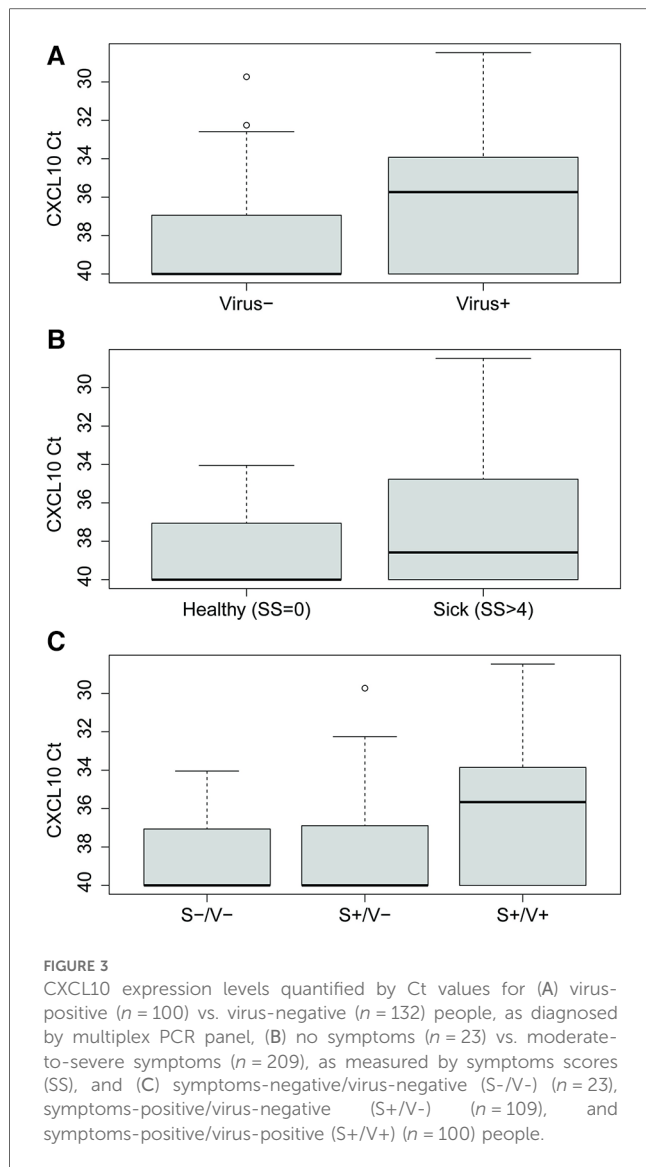 A
CXCL10 Ct
30
32
34
36
38
40
Virus−
Virus+
B
CXCL10 Ct
30
32
34
36
38
40
Healthy (SS=0)
Sick (SS>4)
C
CXCL10 Ct
30
32
34
36
38
40
S−/V−
S+/V−
S+/V+
FIGURE 3
CXCL10 expression levels quantified by Ct values for (A) virus-
positive (n = 100) vs. virus-negative (n = 132) people, as diagnosed
by multiplex PCR panel, (B) no symptoms (n = 23) vs. moderate-
to-severe symptoms (n = 209), as measured by symptoms scores
(SS), and (C) symptoms-negative/virus-negative (S-/V-) (n = 23),
symptoms-positive/virus-negative (S+/V-) (n = 109), and
symptoms-positive/virus-positive (S+/V+) (n = 100) people.